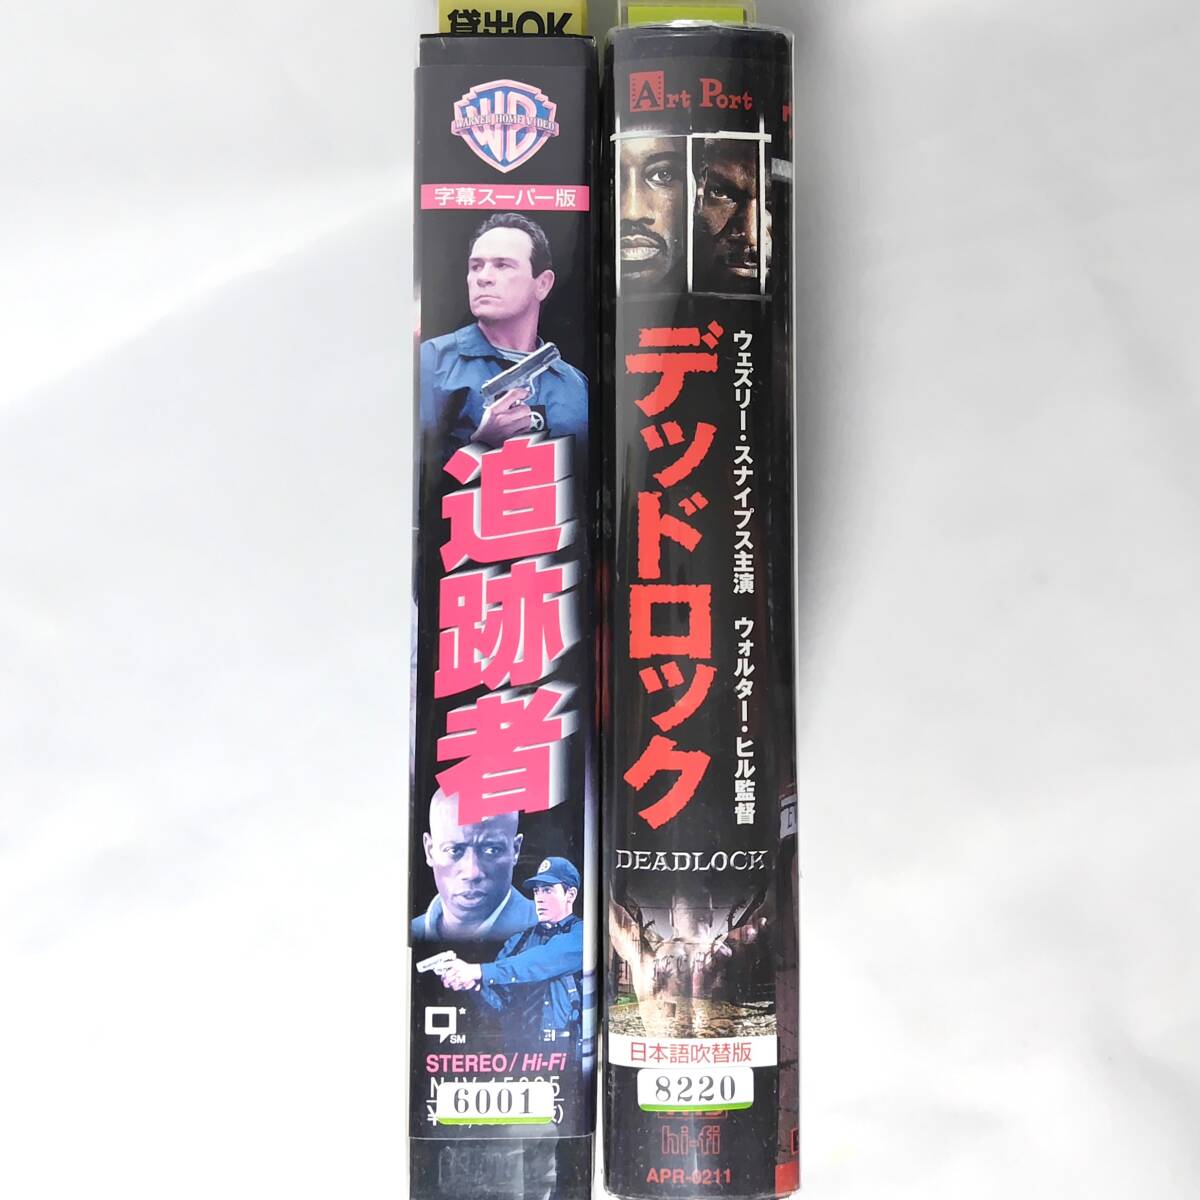 貸出OK
WARNER HOME VIDEO
字幕スーパー版
追跡者
SM
STEREO/Hi-Fi
6001
Art Port
デッドロック
ウェズリー・スナイプス主演 ウォルター・ヒル監督
DEADLOCK
日本語吹替版
8220
hi-fi
APR-0211